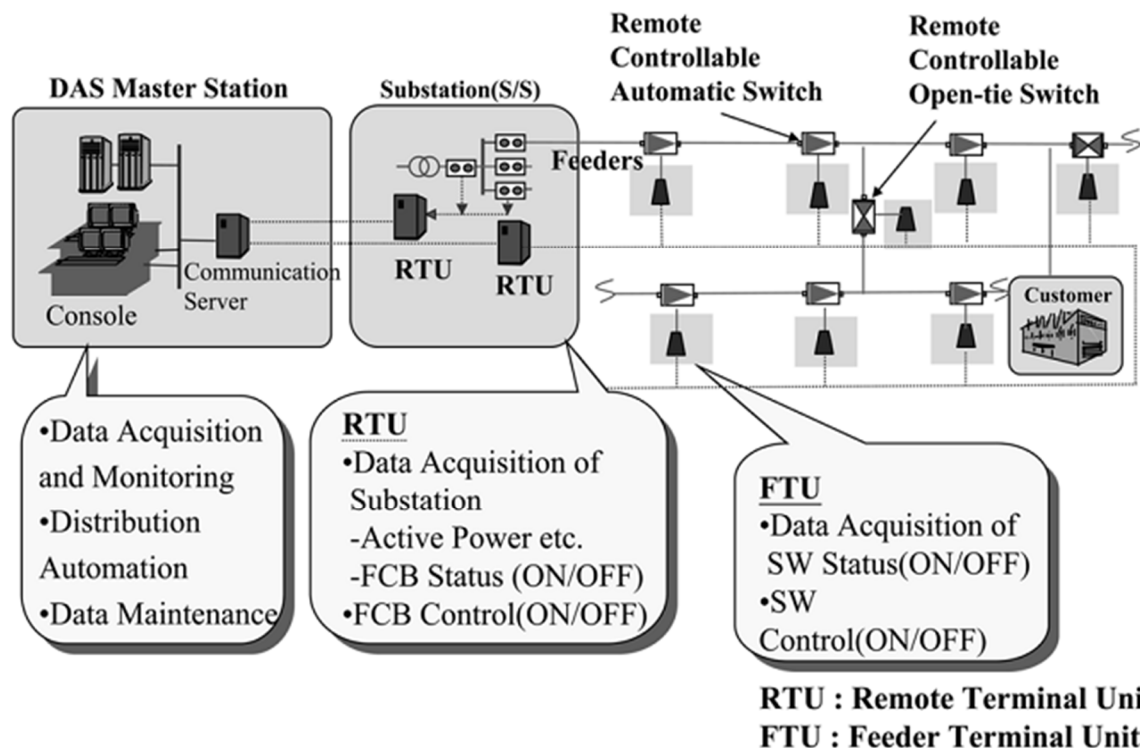 Remote
Controllable
Automatic Switch
Remote
Controllable
Open-tie Switch
DAS Master Station
Substation(S/S)
Feeders
RTU
RTU
Communication
Server
Console
Customer
•Data Acquisition
and Monitoring
•Distribution
Automation
•Data Maintenance
RTU
•Data Acquisition of
Substation
-Active Power etc.
-FCB Status (ON/OFF)
•FCB Control(ON/OFF)
FTU
•Data Acquisition of
SW Status(ON/OFF)
•SW
Control(ON/OFF)
RTU : Remote Terminal Uni
FTU : Feeder Terminal Unit